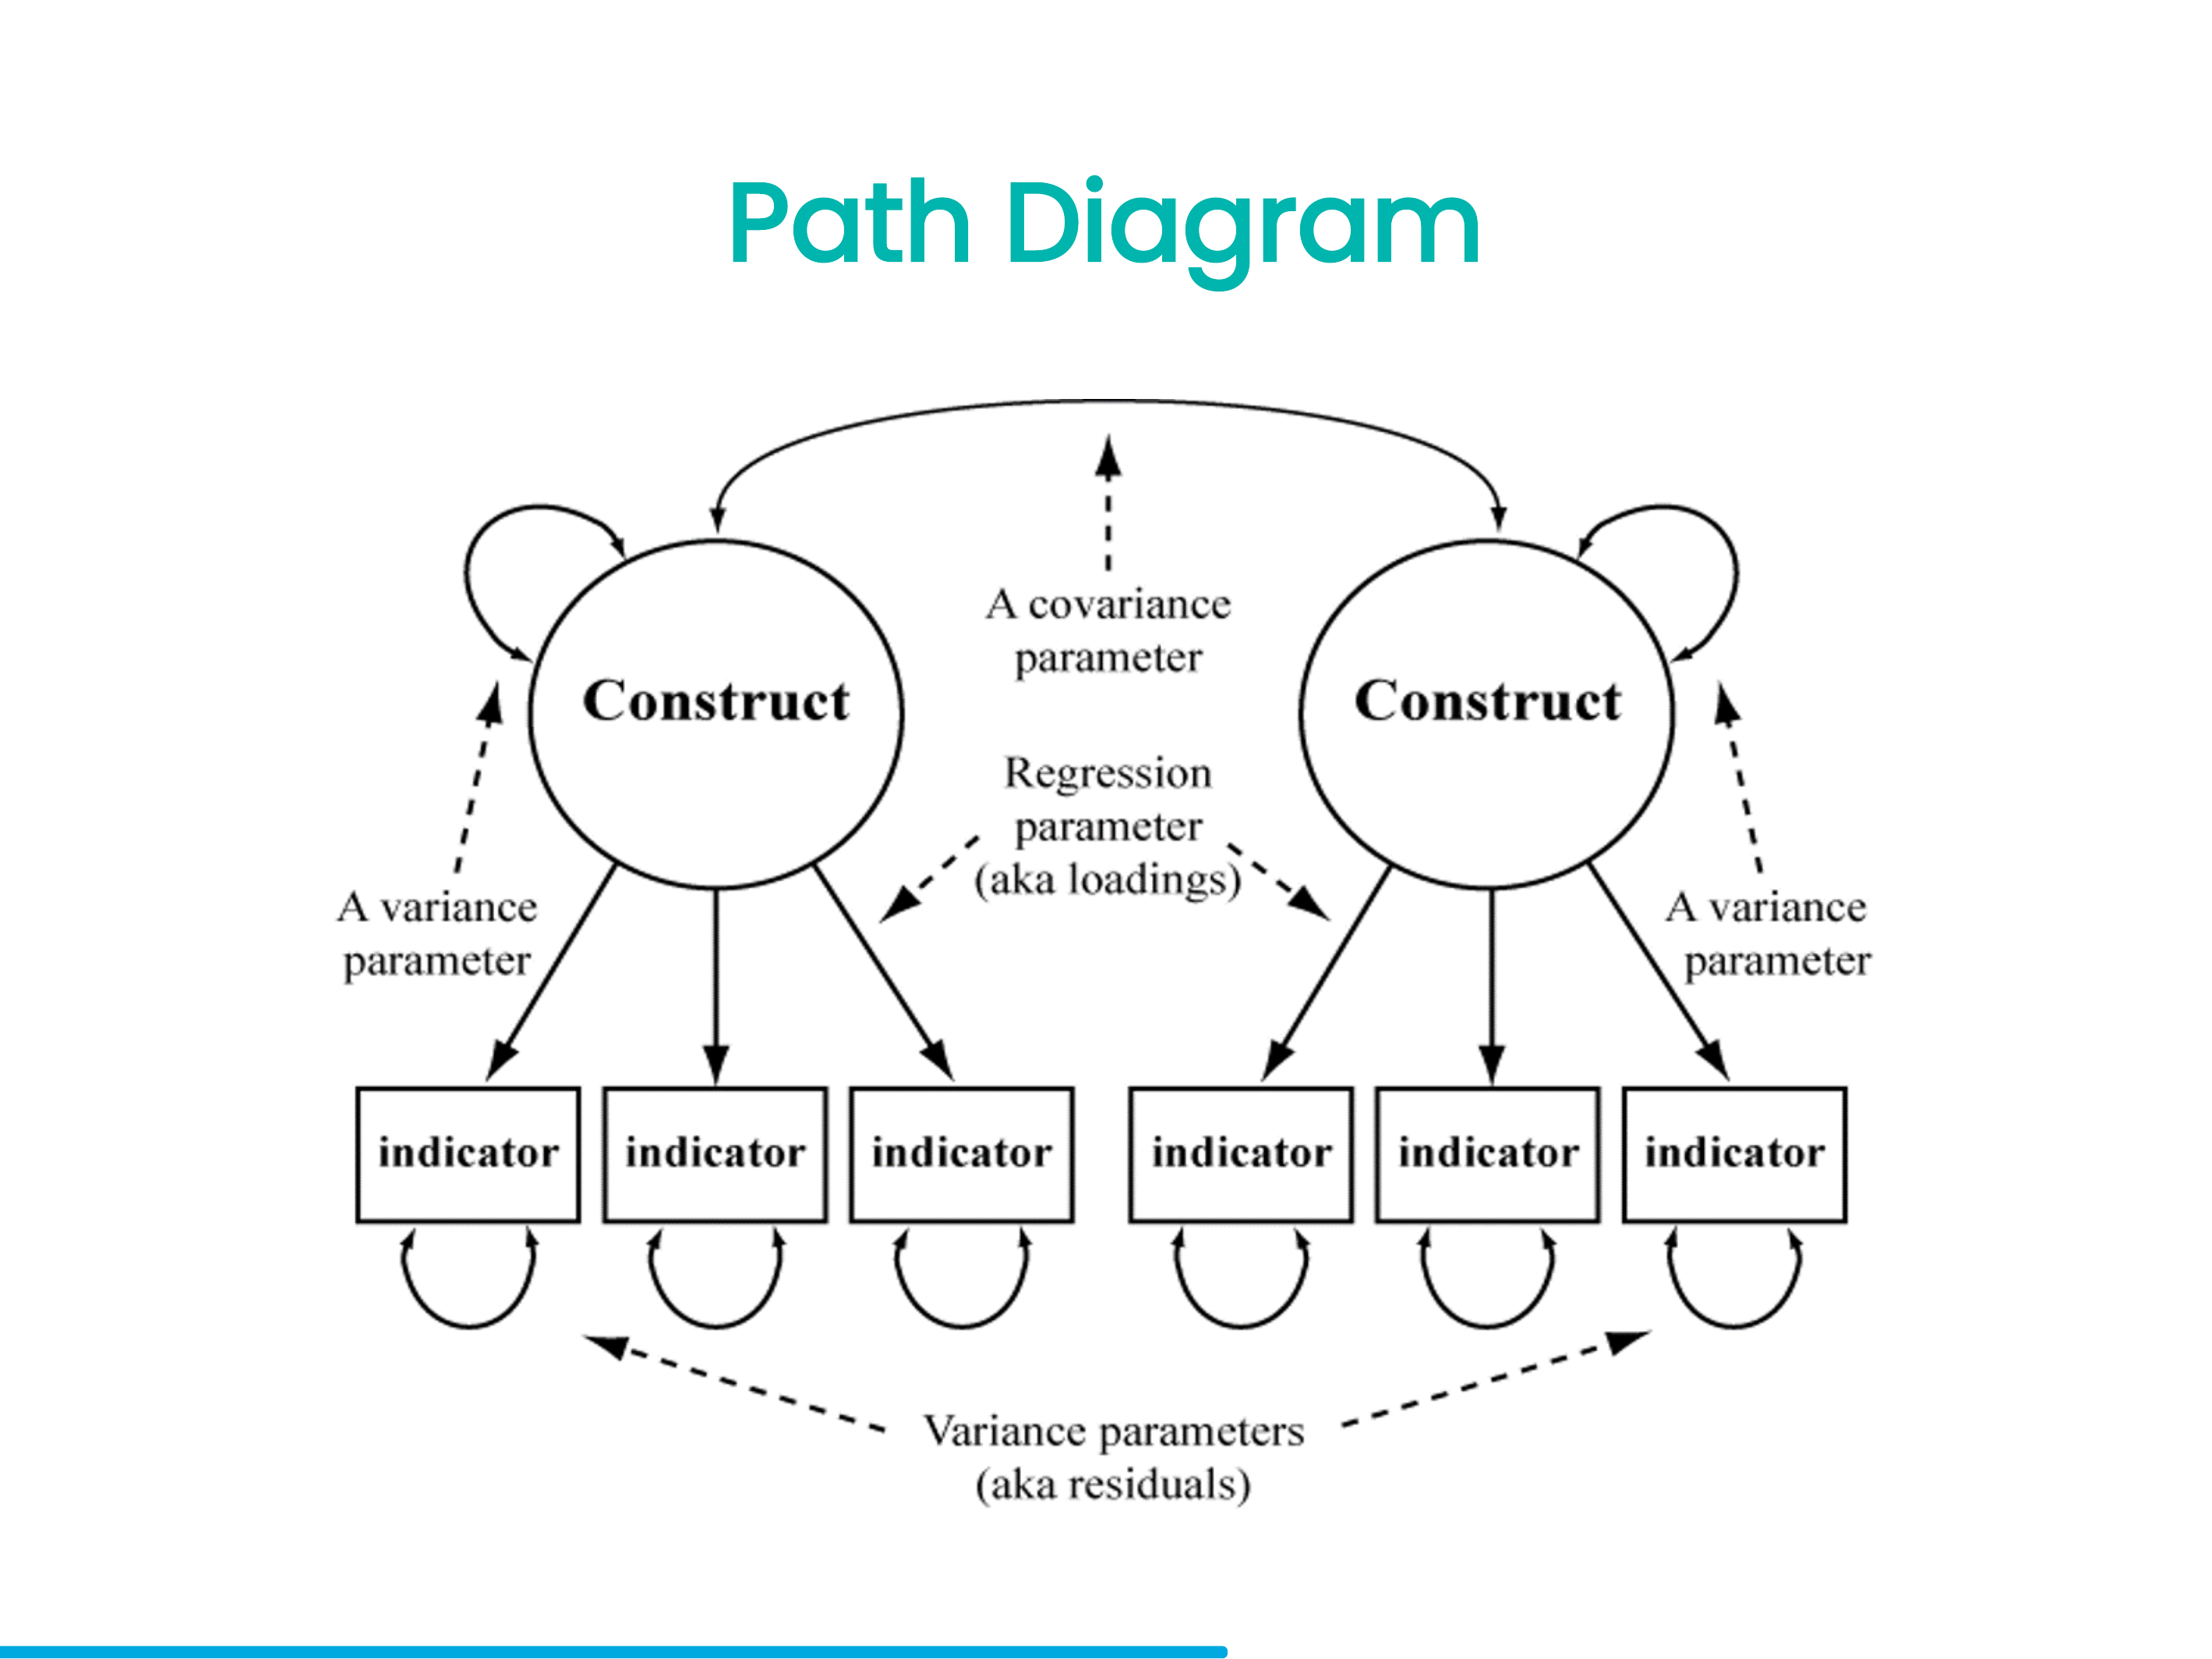 Path Diagram
A covariance
parameter
Construct
Construct
Regression
parameter
(aka loadings)
A variance
parameter
A variance
parameter
indicator
indicator
indicator
indicator
indicator
indicator
Variance parameters
(aka residuals)